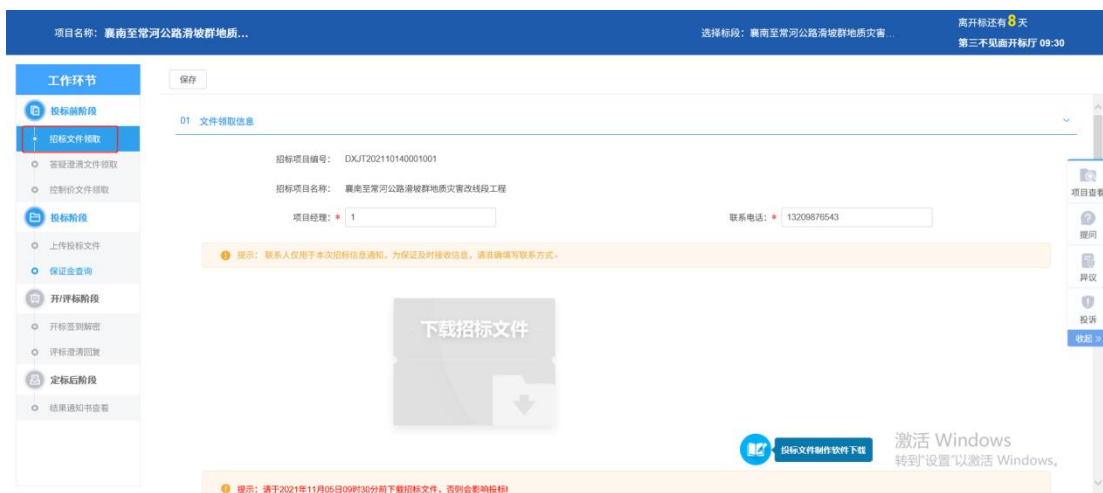 项目名称：襄南至常河公路滑坡群地质...
选择标段：襄南至常河公路滑坡群地质灾害...
离开标还有8天
第三不见面开标厅 09:30
工作环节
保存
投标前阶段
招标文件领取
答疑澄清文件领取
控制价文件领取
投标阶段
上传投标文件
保证金查询
开/评标阶段
开标签到解密
评标澄清回复
定标后阶段
结果通知书查看
01 文件领取信息
招标项目编号： DXJT202110140001001
招标项目名称： 襄南至常河公路滑坡群地质灾害改线段工程
项目经理：* 1
联系电话：* 13209876543
提示：联系人仅用于本次招标信息通知，为保证及时接收信息，请准确填写联系方式。
下载招标文件
投标文件制作软件下载
提示：请于2021年11月05日09时30分前下载招标文件，否则会影响投标!
项目查看
提问
异议
投诉
收起 »
激活 Windows
转到"设置"以激活 Windows。